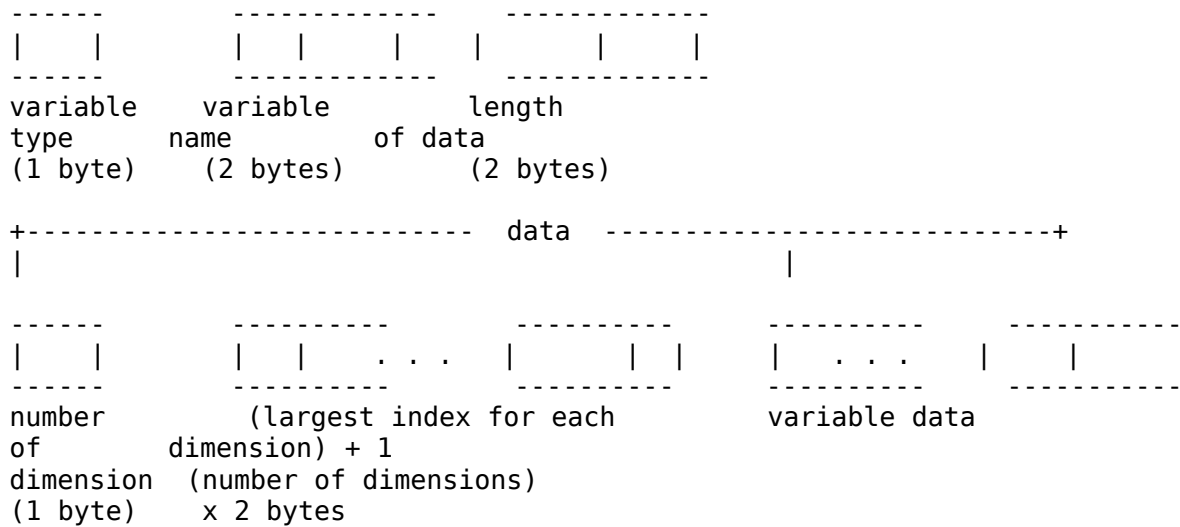 ------ ------------- -------------
| | | | | | | |
------ ------------- -------------
variable variable length
type name of data
(1 byte) (2 bytes) (2 bytes)
+---------------------------- data ----------------------------+
| |
------ ---------- ---------- ---------- -----------
| | | | . . . | | | | . . . | |
------ ---------- ---------- ---------- -----------
number (largest index for each variable data
of dimension) + 1
dimension (number of dimensions)
(1 byte) x 2 bytes